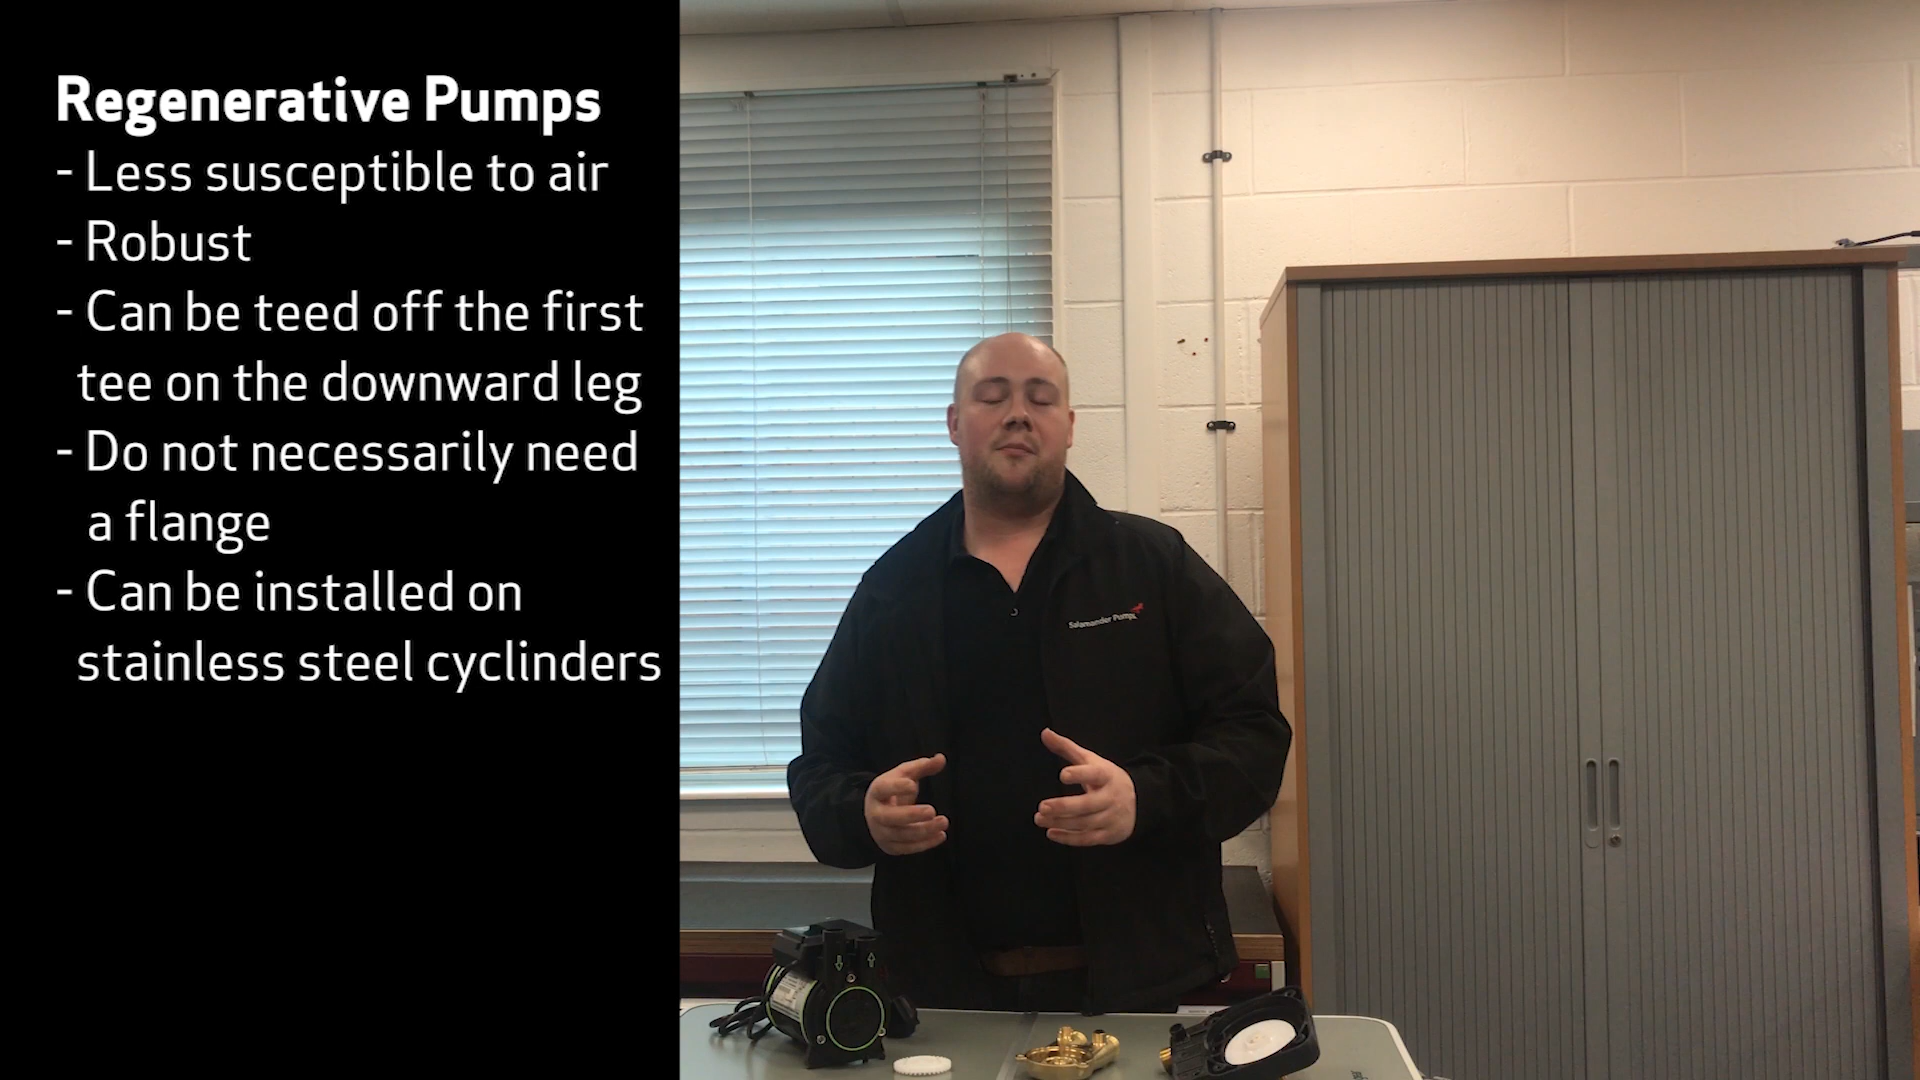 Regenerative Pumps
- Less susceptible to air
- Robust
- Can be teed off the first
tee on the downward leg
- Do not necessarily need
a flange
- Can be installed on
stainless steel cyclinders
Salamander Pumps